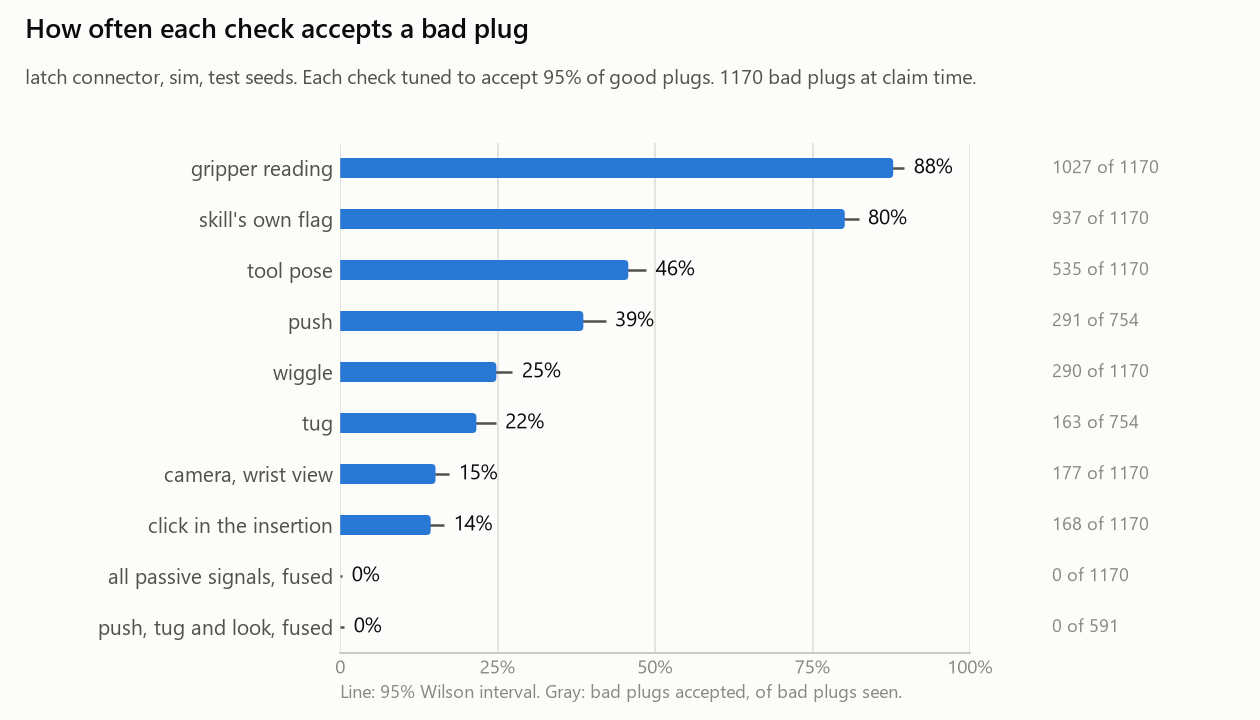 How often each check accepts a bad plug
latch connector, sim, test seeds. Each check tuned to accept 95% of good plugs. 1170 bad plugs at claim time.
gripper reading 88% 1027 of 1170
skill's own flag 80% 937 of 1170
tool pose 46% 535 of 1170
push 39% 291 of 754
wiggle 25% 290 of 1170
tug 22% 163 of 754
camera, wrist view 15% 177 of 1170
click in the insertion 14% 168 of 1170
all passive signals, fused 0% 0 of 1170
push, tug and look, fused 0% 0 of 591
0 25% 50% 75% 100%
Line: 95% Wilson interval. Gray: bad plugs accepted, of bad plugs seen.